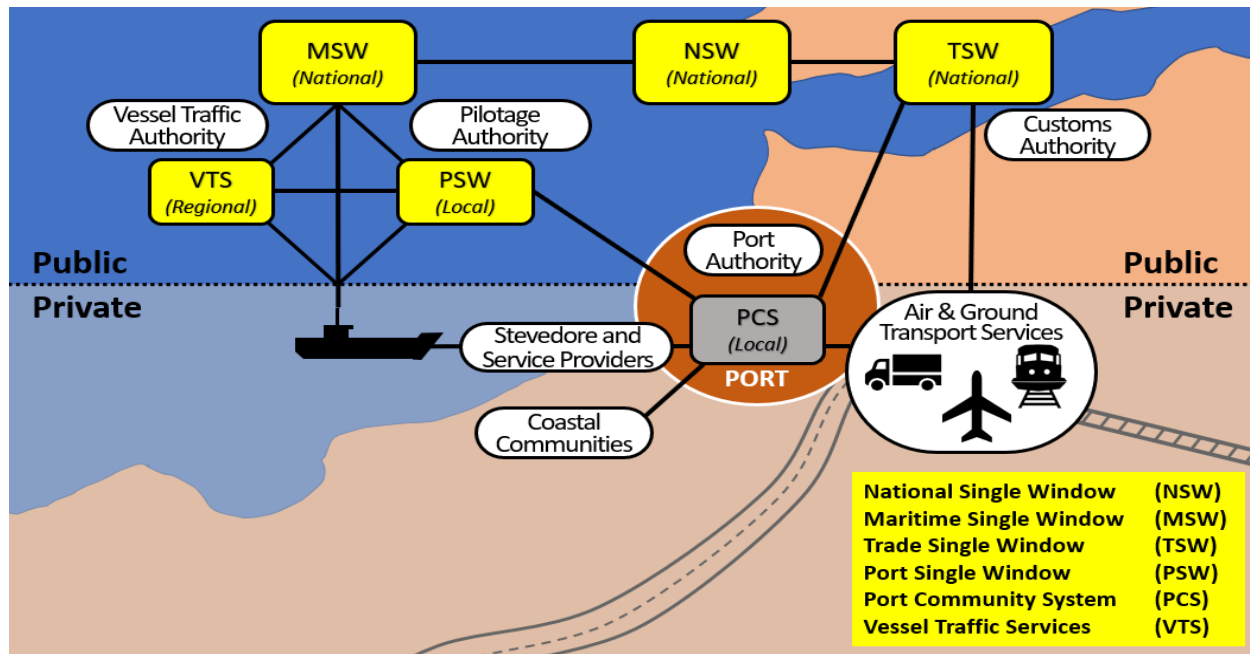 MSW
(National)
NSW
(National)
TSW
(National)
Vessel Traffic
Authority
Pilotage
Authority
Customs
Authority
VTS
(Regional)
PSW
(Local)
Port
Authority
Public
Private
Public
Private
PCS
(Local)
PORT
Air & Ground
Transport Services
Stevedore and
Service Providers
Coastal
Communities
National Single Window (NSW)
Maritime Single Window (MSW)
Trade Single Window (TSW)
Port Single Window (PSW)
Port Community System (PCS)
Vessel Traffic Services (VTS)